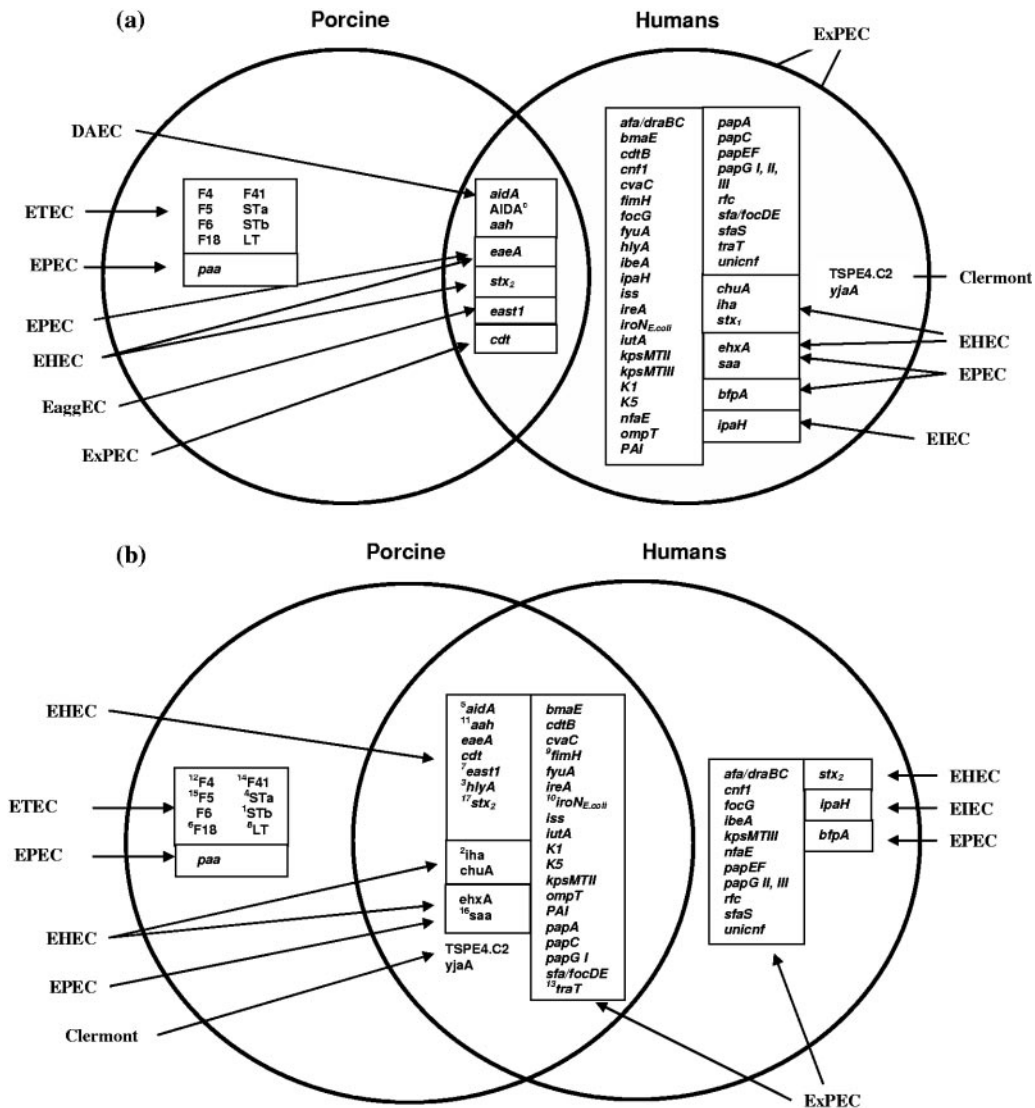 (a)
Porcine
Humans
ExPEC
DAEC
ETEC
EPEC
EPEC
EHEC
EaggEC
ExPEC
F4 F41
F5 STa
F6 STb
F18 LT
paa
aidA
AIDAᶜ
aah
eaeA
stx₂
east1
cdt
afa/draBC
bmaE
cdtB
cnf1
cvaC
fimH
focG
fyuA
hlyA
ibeA
ipaH
iss
ireA
iroN_E.coli
iutA
kpsMTII
kpsMTIII
K1
K5
nfaE
ompT
PAI
papA
papC
papEF
papG I, II,
III
rfc
sfa/focDE
sfaS
traT
unicnf
chuA
iha
stx₁
ehxA
saa
bfpA
ipaH
TSPE4.C2
yjaA
Clermont
EHEC
EPEC
EIEC
(b)
Porcine
Humans
EHEC
ETEC
EPEC
EHEC
EPEC
Clermont
¹²F4 ¹⁴F41
¹⁵F5 ⁴STa
F6 ¹STb
⁶F18 ⁸LT
paa
⁵aidA
¹¹aah
eaeA
cdt
⁷east1
³hlyA
¹⁷stx₂
²iha
chuA
ehxA
¹⁶saa
TSPE4.C2
yjaA
bmaE
cdtB
cvaC
⁹fimH
fyuA
ireA
¹⁰iroN_E.coli
iss
iutA
K1
K5
kpsMTII
ompT
PAI
papA
papC
papG I
sfa/focDE
¹³traT
afa/draBC
cnf1
focG
ibeA
kpsMTIII
nfaE
papEF
papG II, III
rfc
sfaS
unicnf
stx₂
ipaH
bfpA
EHEC
EIEC
EPEC
ExPEC